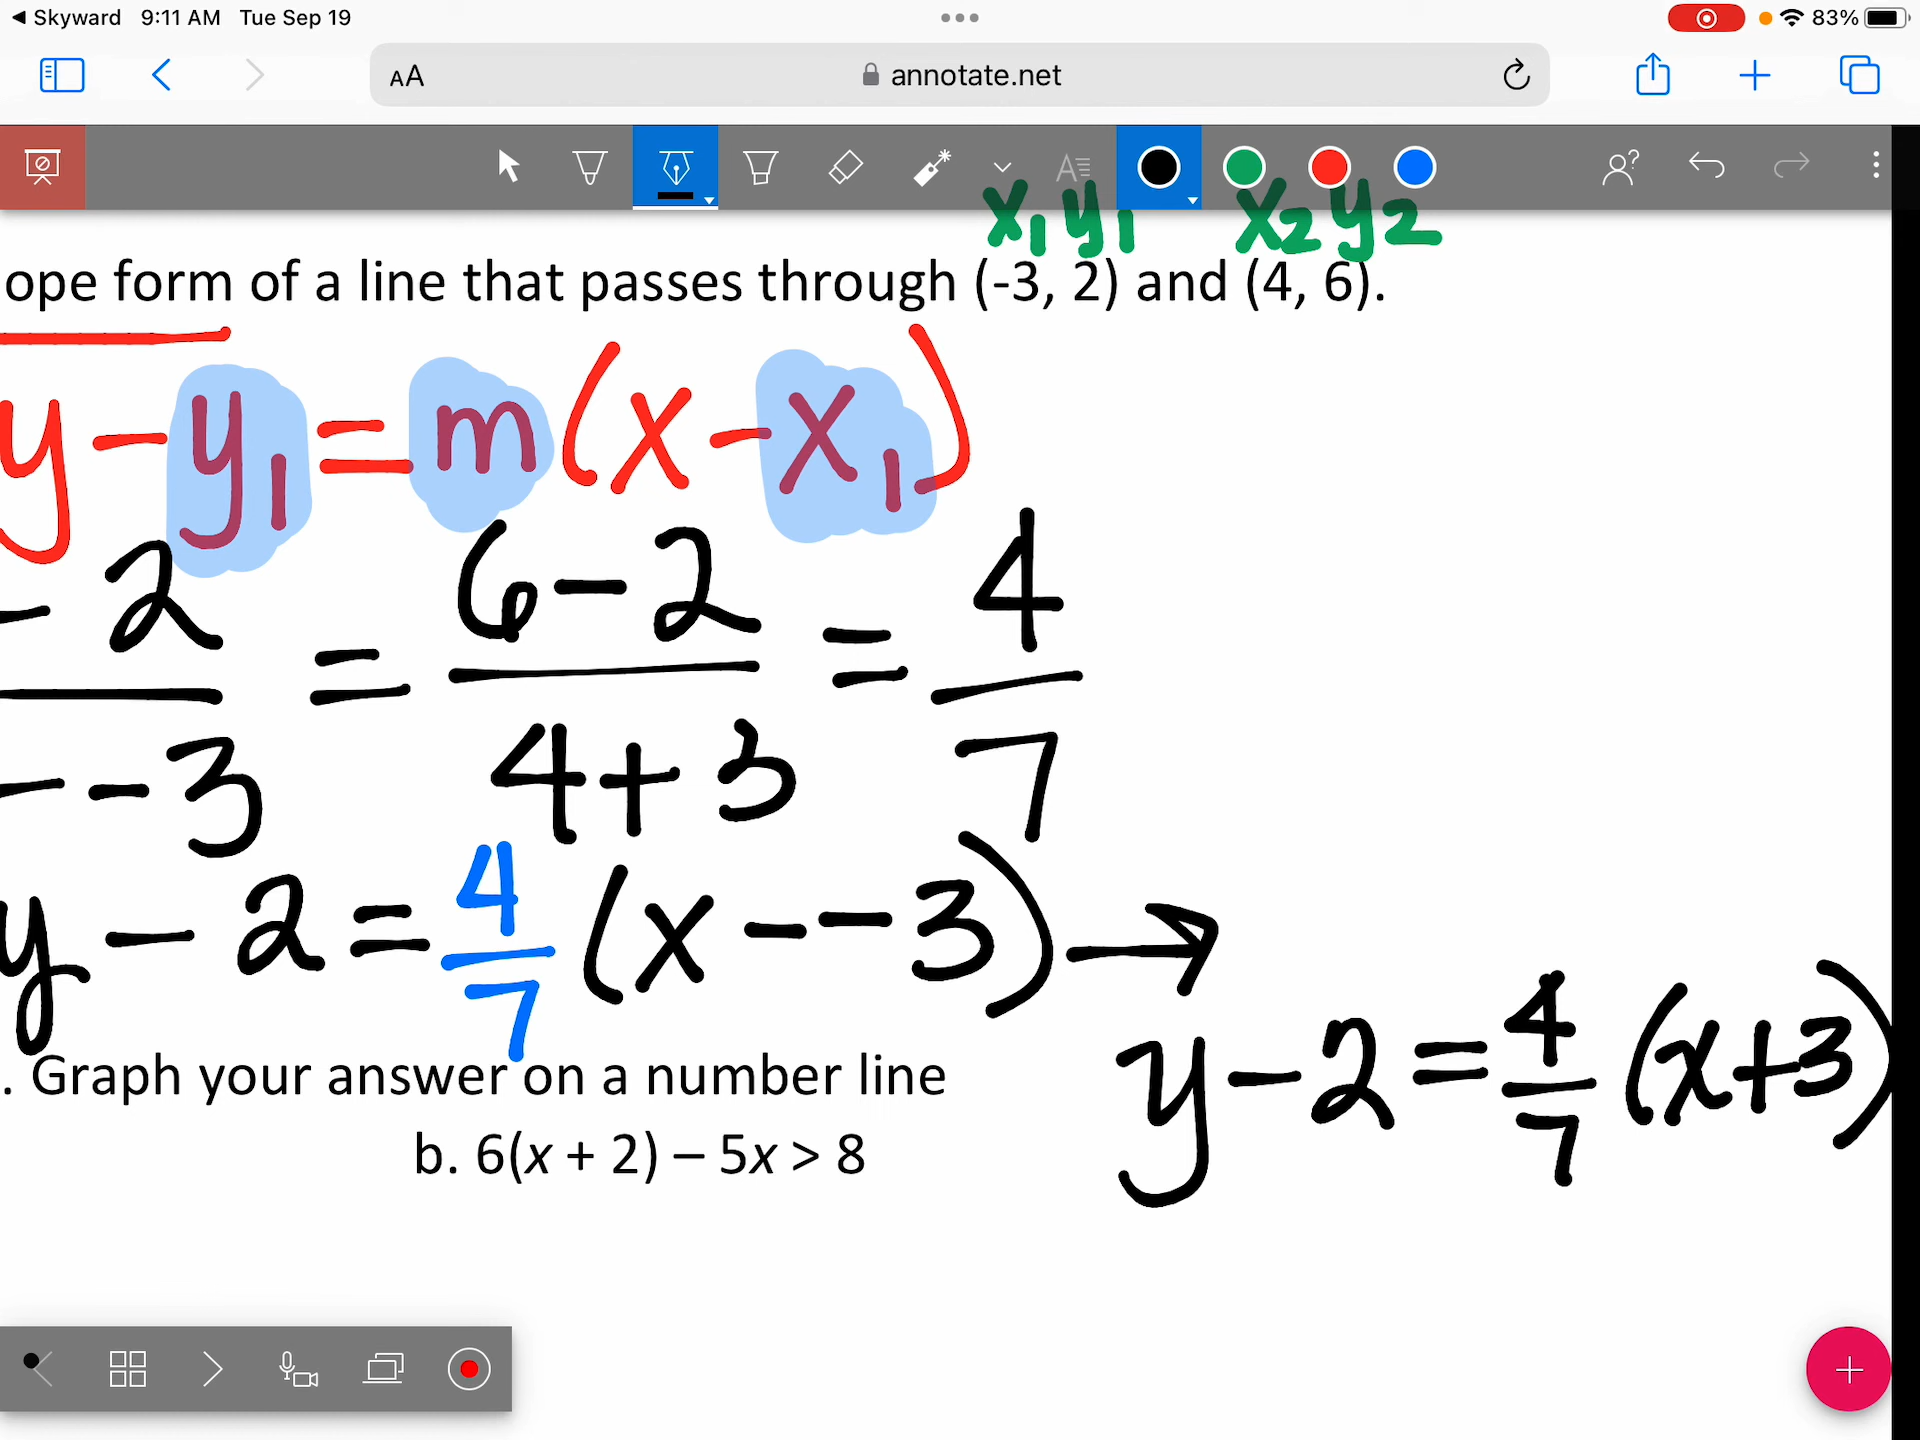 Skyward 9:11 AM Tue Sep 19 83%
AA annotate.net
x₁ y₁ x₂ y₂
ope form of a line that passes through (-3, 2) and (4, 6).
y - y₁ = m(x - x₁)
- 2 / - -3 = 6 - 2 / 4 + 3 = 4 / 7
y - 2 = 4/7 (x - -3) →
y - 2 = 4/7 (x + 3)
. Graph your answer on a number line
b. 6(x + 2) – 5x > 8